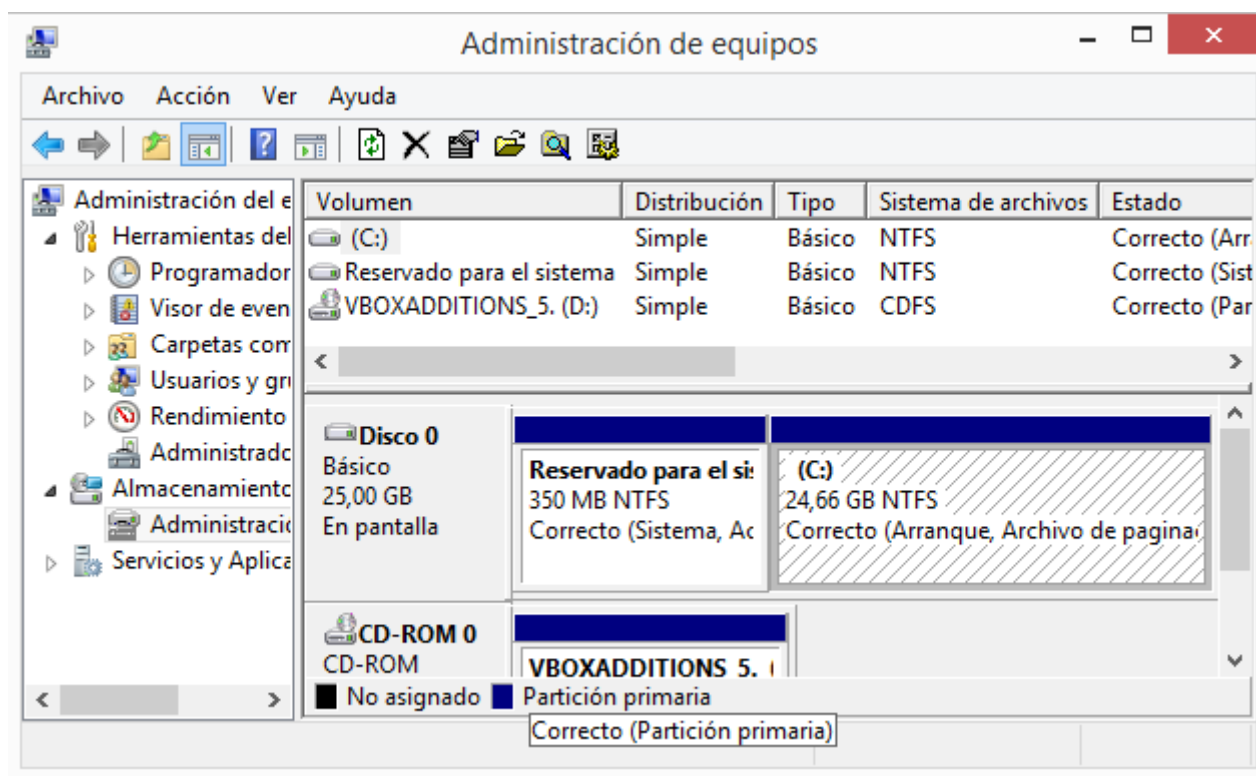 Administración de equipos
Archivo Acción Ver Ayuda
Administración del e
Herramientas del
Programador
Visor de even
Carpetas com
Usuarios y gru
Rendimiento
Administrado
Almacenamiento
Administració
Servicios y Aplica
Volumen Distribución Tipo Sistema de archivos Estado
(C:) Simple Básico NTFS Correcto (Arr
Reservado para el sistema Simple Básico NTFS Correcto (Sist
VBOXADDITIONS_5. (D:) Simple Básico CDFS Correcto (Par
Disco 0
Básico
25,00 GB
En pantalla
Reservado para el sis
350 MB NTFS
Correcto (Sistema, Ac
(C:)
24,66 GB NTFS
Correcto (Arranque, Archivo de paginac
CD-ROM 0
CD-ROM
VBOXADDITIONS_5. (
No asignado Partición primaria
Correcto (Partición primaria)